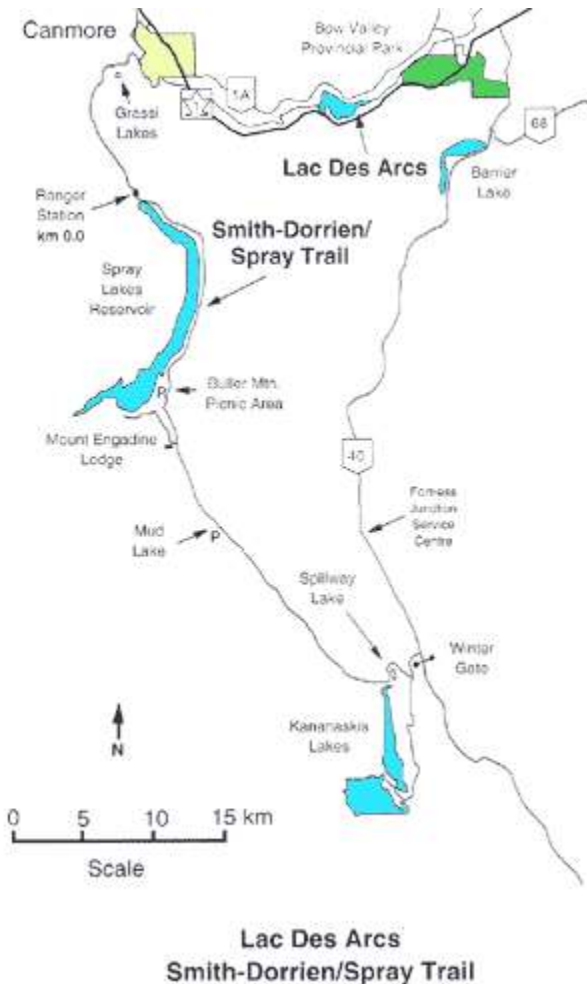 Canmore
Bow Valley
Provincial Park
1A
Grassi
Lakes
68
Lac Des Arcs
Barrier
Lake
Ranger
Station
km 0.0
Smith-Dorrien/
Spray Trail
Spray
Lakes
Reservoir
P
Buller Mtn.
Picnic Area
Mount Engadine
Lodge
40
Fortress
Junction
Service
Centre
Mud
Lake
P
Spillway
Lake
Winter
Gate
N
Kananaskis
Lakes
0 5 10 15 km
Scale
Lac Des Arcs
Smith-Dorrien/Spray Trail